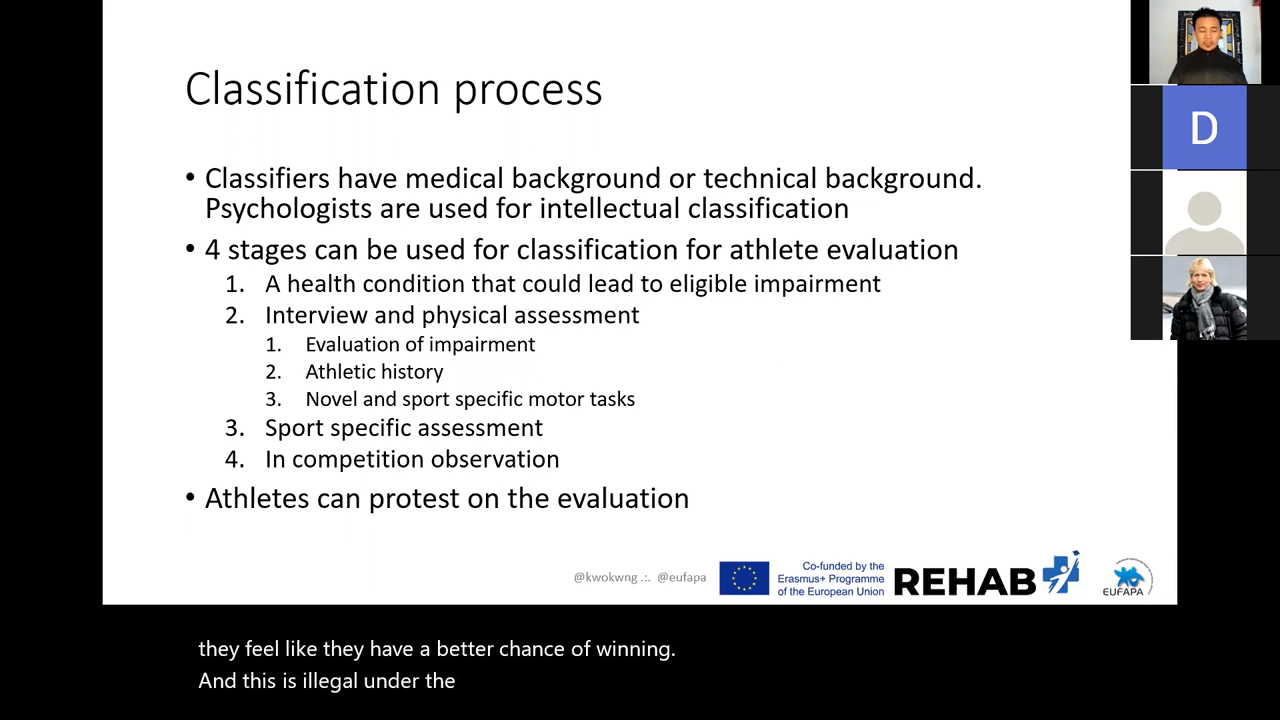 Classification process
• Classifiers have medical background or technical background.
Psychologists are used for intellectual classification
• 4 stages can be used for classification for athlete evaluation
1. A health condition that could lead to eligible impairment
2. Interview and physical assessment
1. Evaluation of impairment
2. Athletic history
3. Novel and sport specific motor tasks
3. Sport specific assessment
4. In competition observation
• Athletes can protest on the evaluation
@kwokwng .:. @eufapa
Co-funded by the
Erasmus+ Programme
of the European Union
REHAB
EUFAPA
D
they feel like they have a better chance of winning.
And this is illegal under the